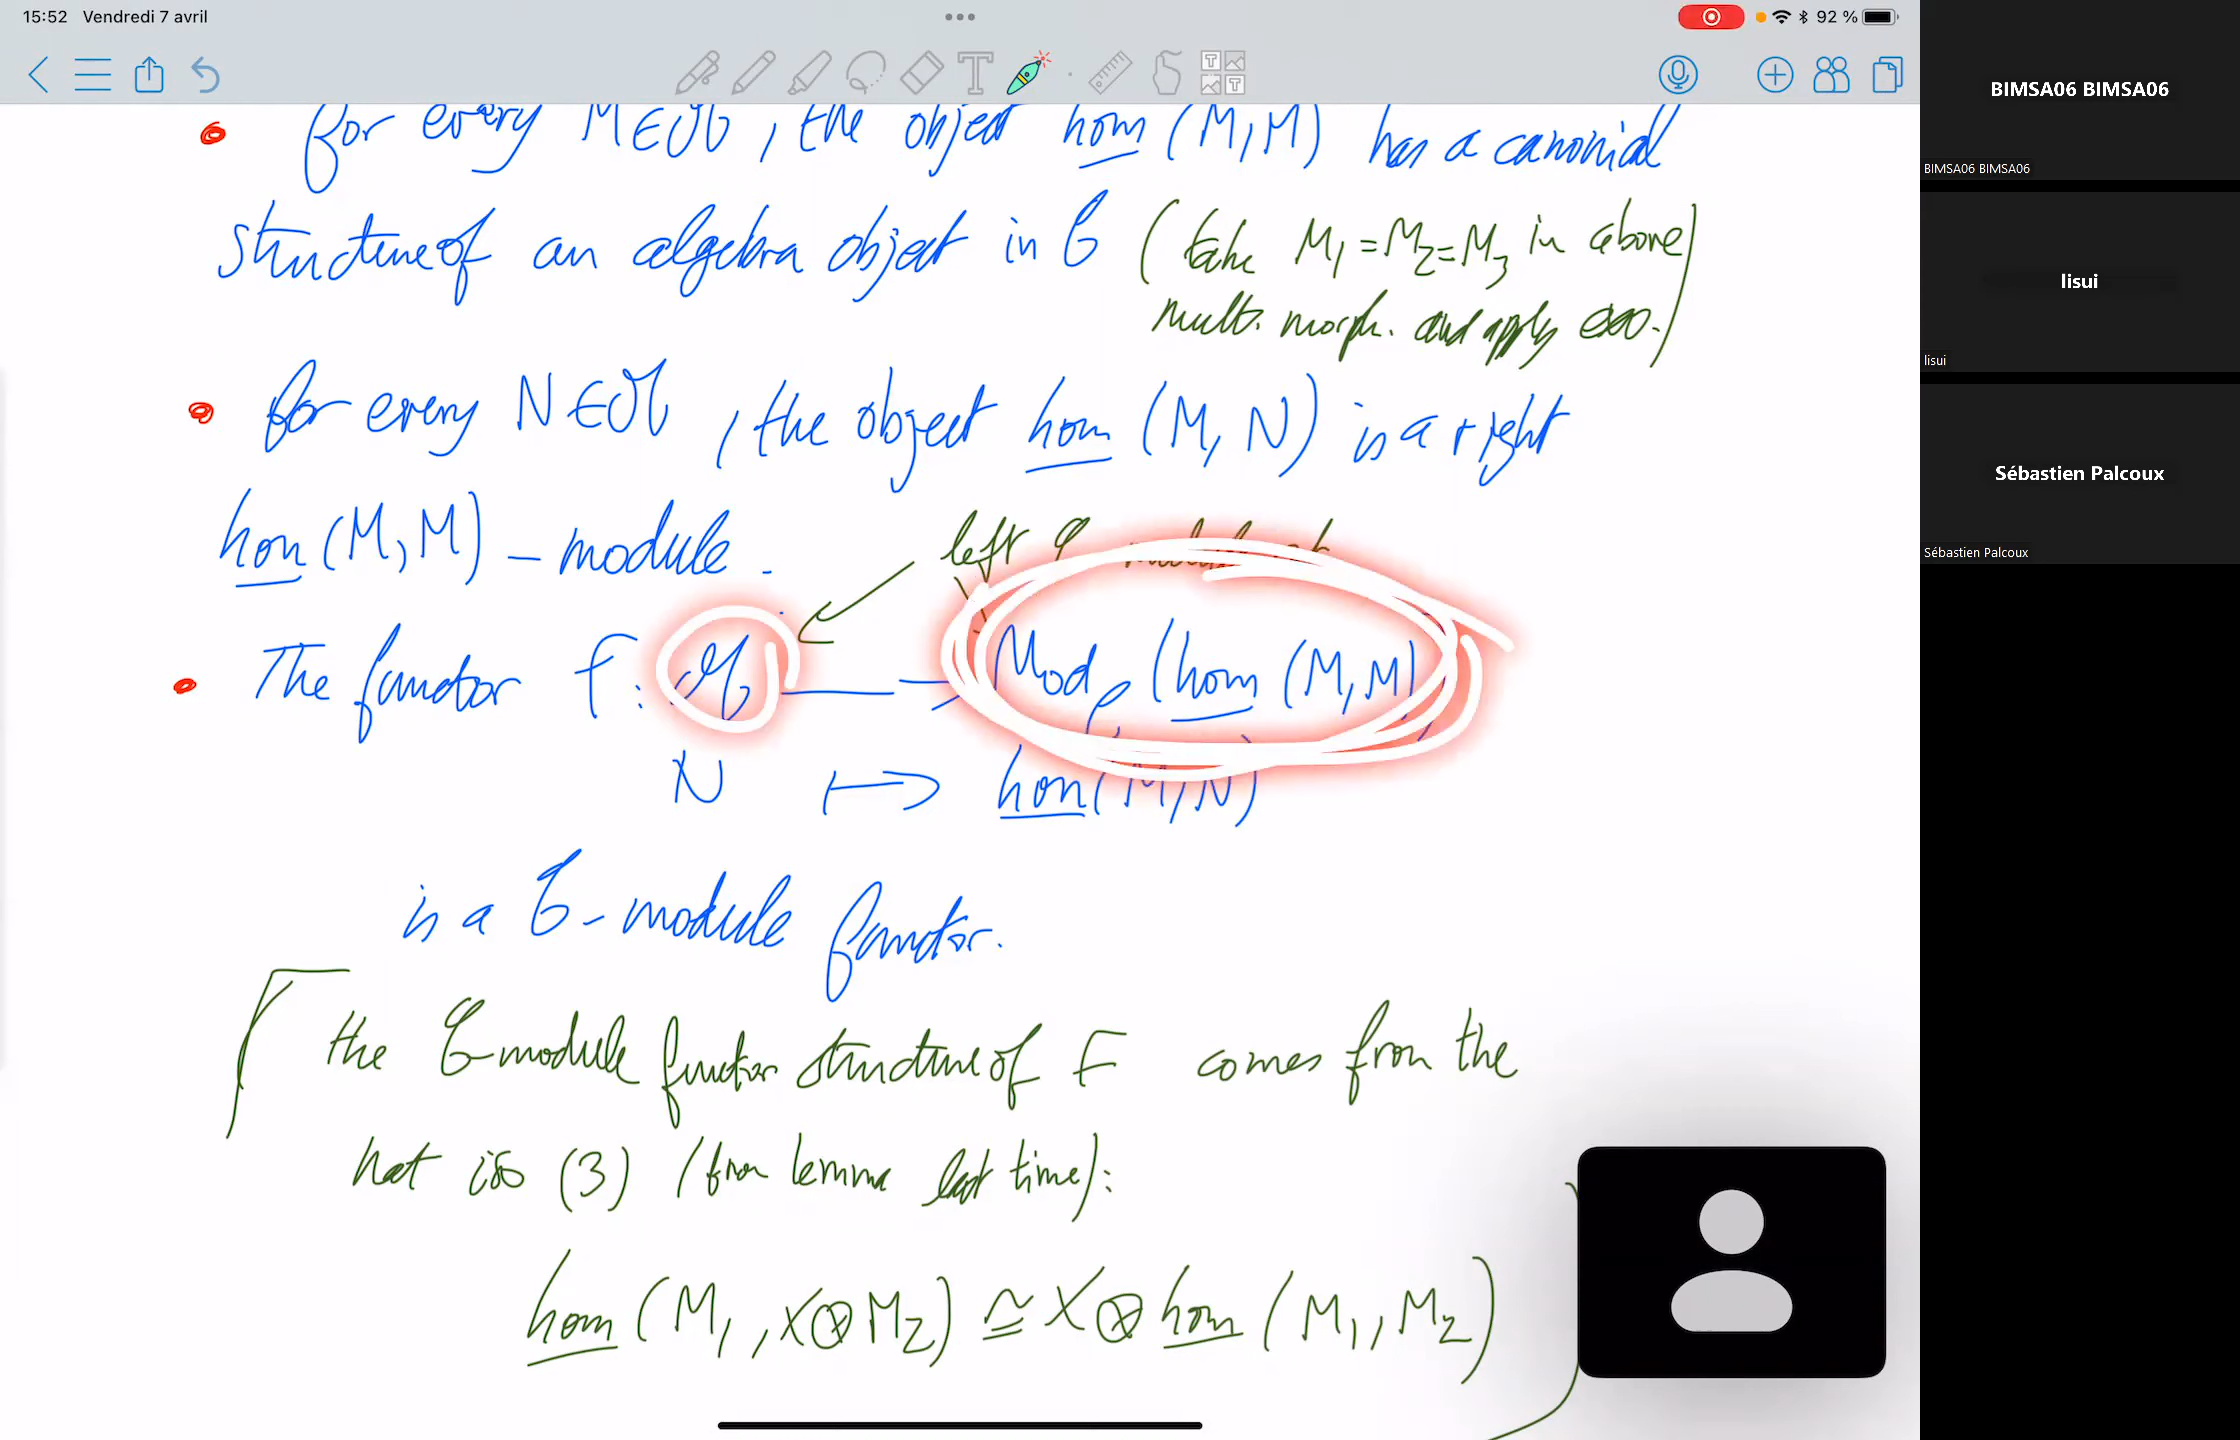 15:52 Vendredi 7 avril 92 %
• for every M ∈ ℳ, the object hom (M, M) has a canonical
structure of an algebra object in 𝒞 (take M₁ = M₂ = M₃ in above
mult. morph. and apply exo.)
• for every N ∈ ℳ, the object hom (M, N) is a right
hom (M, M) – module.
left 𝒞
• The functor F: ℳ → Mod𝒞 (hom (M, M)
N ↦ hom (M, N)
is a 𝒞-module functor.
the 𝒞-module functor structure of F comes from the
nat iso (3) (from lemma last time):
hom (M₁, X⊗M₂) ≅ X⊗hom (M₁, M₂)
BIMSA06 BIMSA06
BIMSA06 BIMSA06
lisui
lisui
Sébastien Palcoux
Sébastien Palcoux